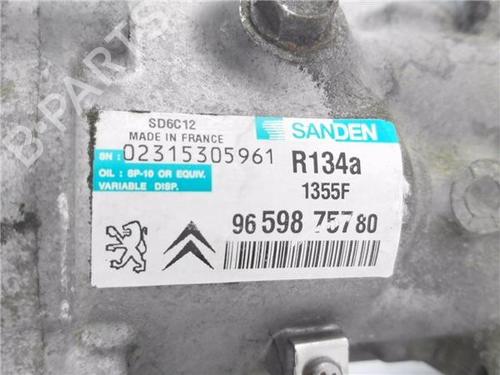 SD6C12
MADE IN FRANCE
SANDEN
SN : 02315305961
R134a
OIL : SP-10 OR EQUIV.
VARIABLE DISP.
1355F
96 598 757 80
B-PARTS